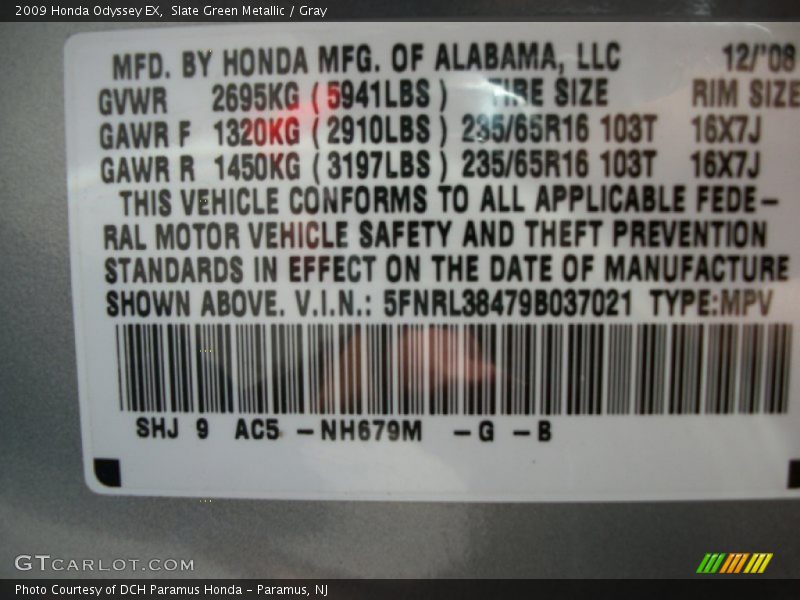 2009 Honda Odyssey EX, Slate Green Metallic / Gray
MFD. BY HONDA MFG. OF ALABAMA, LLC 12/'08
GVWR 2695KG ( 5941LBS ) TIRE SIZE RIM SIZE
GAWR F 1320KG ( 2910LBS ) 235/65R16 103T 16X7J
GAWR R 1450KG ( 3197LBS ) 235/65R16 103T 16X7J
THIS VEHICLE CONFORMS TO ALL APPLICABLE FEDE-
RAL MOTOR VEHICLE SAFETY AND THEFT PREVENTION
STANDARDS IN EFFECT ON THE DATE OF MANUFACTURE
SHOWN ABOVE. V.I.N.: 5FNRL38479B037021 TYPE:MPV
SHJ 9 AC5 -NH679M -G -B
GTCARLOT.COM
Photo Courtesy of DCH Paramus Honda - Paramus, NJ